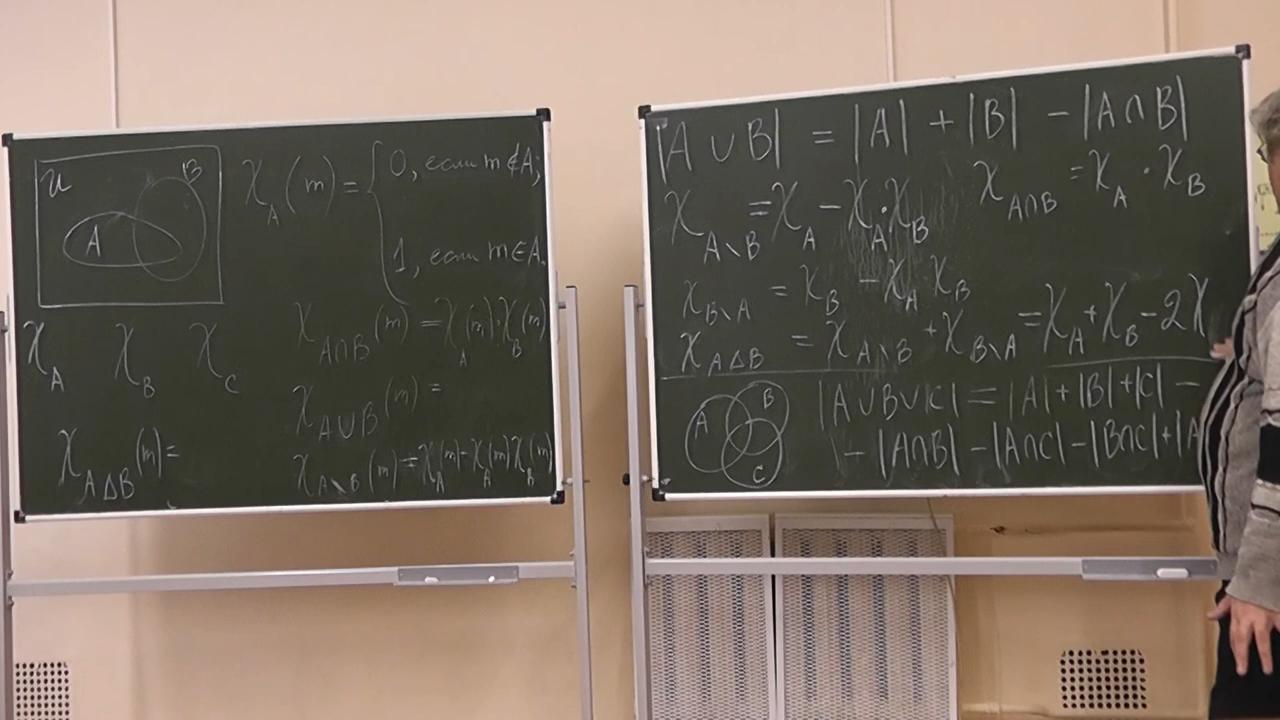 U A B
χ_A(m) = { 0, если m ∉ A;
1, если m ∈ A.
χ_A χ_B χ_C
χ_{A∩B}(m) = χ_A(m)·χ_B(m)
χ_{A∪B}(m) =
χ_{A△B}(m) =
χ_{A∖B}(m) = χ_A(m) - χ_A(m)χ_B(m)
|A ∪ B| = |A| + |B| - |A ∩ B|
χ_{A∖B} = χ_A - χ_A·χ_B χ_{A∩B} = χ_A · χ_B
χ_{B∖A} = χ_B - χ_A χ_B
χ_{A△B} = χ_{A∖B} + χ_{B∖A} = χ_A + χ_B - 2χ
A B C
|A∪B∪C| = |A| + |B| + |C| -
- |A∩B| - |A∩C| - |B∩C| + |A